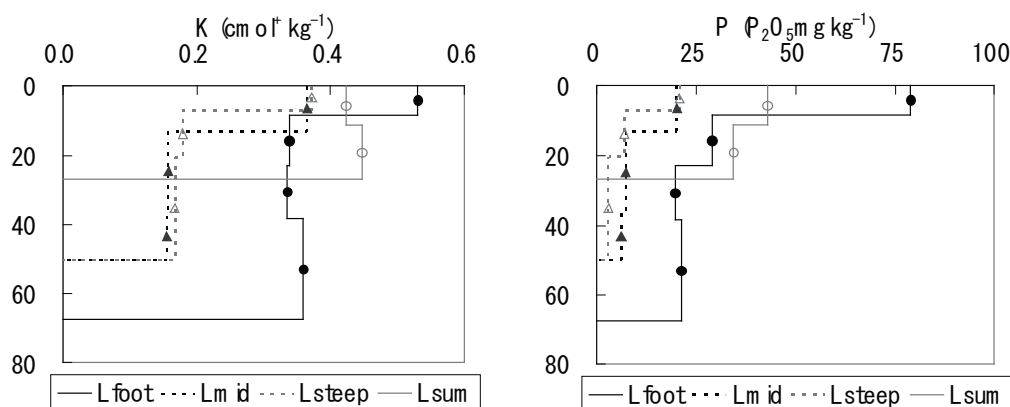 K (cmol⁺ kg⁻¹) P (P₂O₅mg kg⁻¹)
0.0 0.2 0.4 0.6 0 25 50 75 100
0 0
20 20
40 40
60 60
80 80
Lfoot Lmid Lsteep Lsum Lfoot Lmid Lsteep Lsum